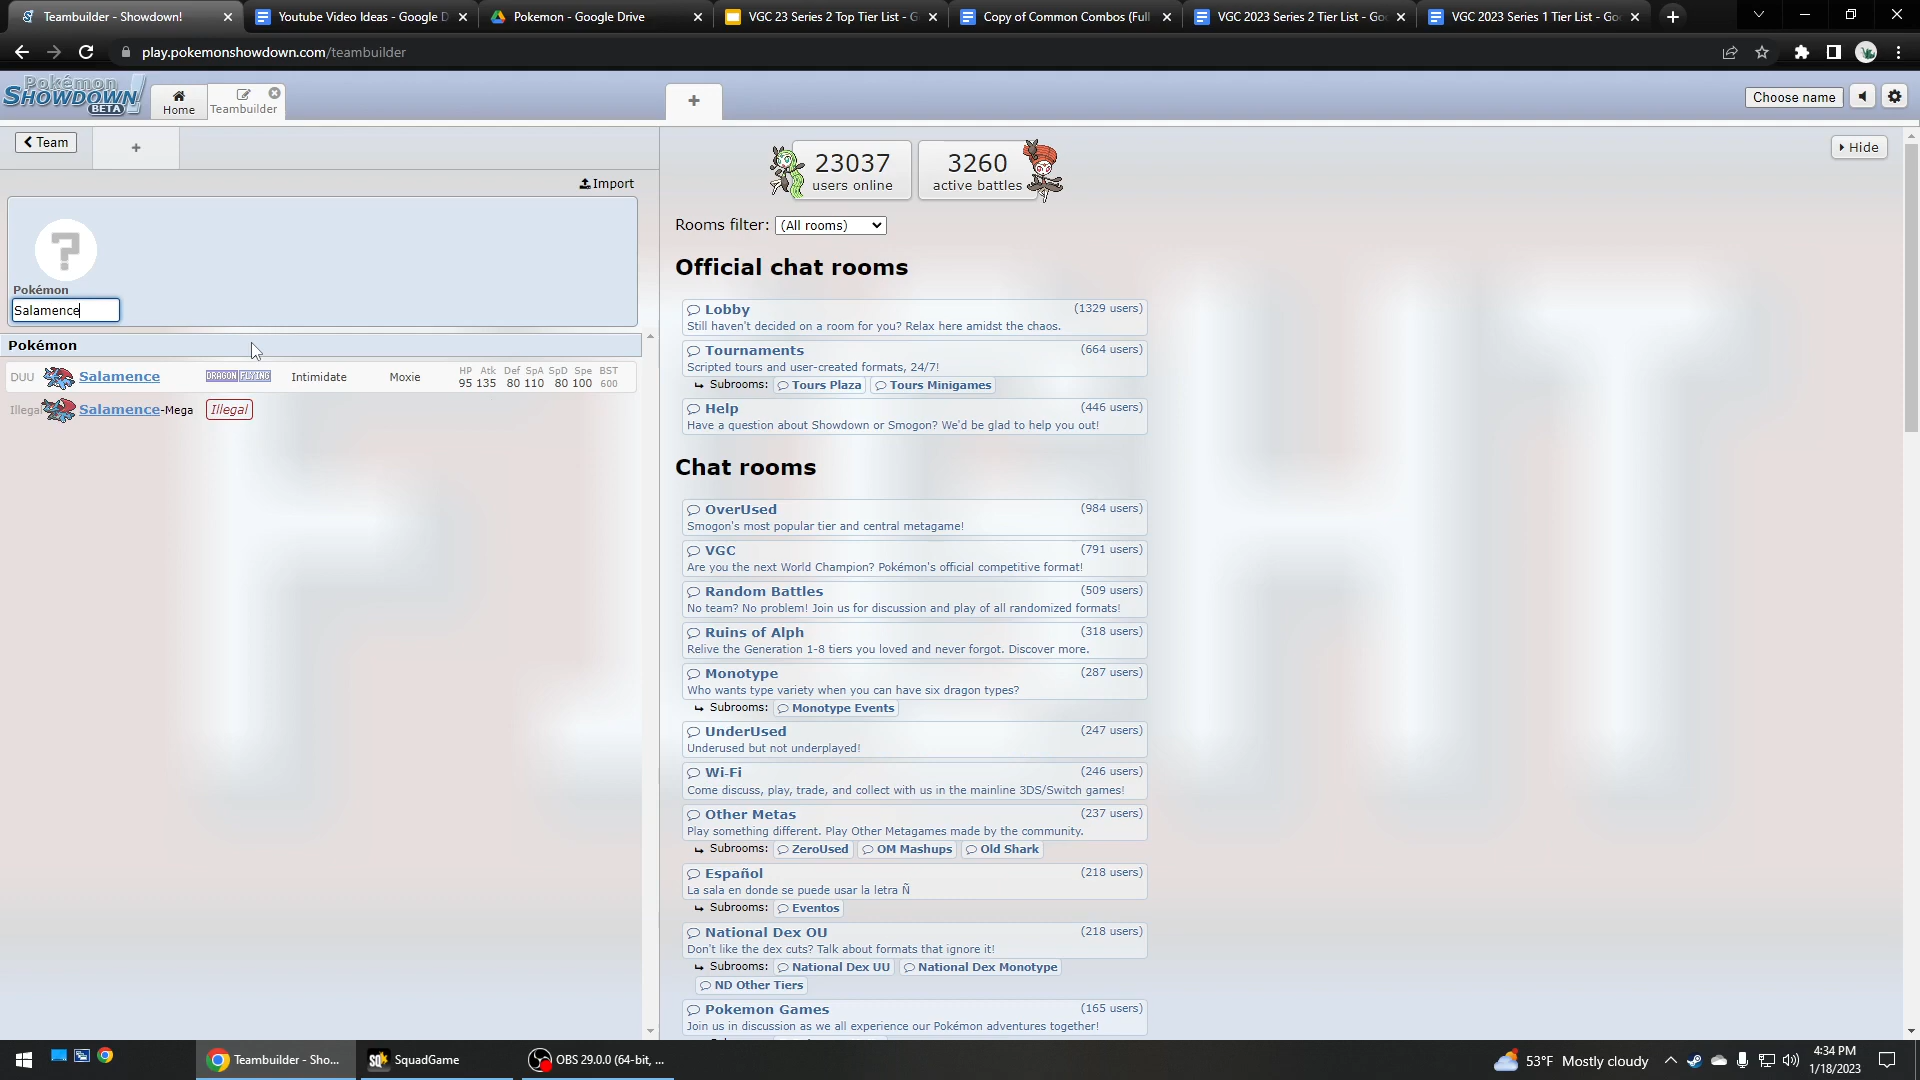 Teambuilder - Showdown!
Youtube Video Ideas - Google D
Pokemon - Google Drive
VGC 23 Series 2 Top Tier List - G
Copy of Common Combos (Full
VGC 2023 Series 2 Tier List - Go
VGC 2023 Series 1 Tier List - Go
play.pokemonshowdown.com/teambuilder
Pokémon
SHOWDOWN!
BETA
Home
Teambuilder
Choose name
Team
Import
Pokémon
Salamence
Pokémon
DUU Salamence DRAGON FLYING Intimidate Moxie HP 95 Atk 135 Def 80 SpA 110 SpD 80 Spe 100 BST 600
Illegal Salamence-Mega Illegal
23037
users online
3260
active battles
Hide
Rooms filter: (All rooms)
Official chat rooms
Lobby (1329 users)
Still haven't decided on a room for you? Relax here amidst the chaos.
Tournaments (664 users)
Scripted tours and user-created formats, 24/7!
Subrooms: Tours Plaza Tours Minigames
Help (446 users)
Have a question about Showdown or Smogon? We'd be glad to help you out!
Chat rooms
OverUsed (984 users)
Smogon's most popular tier and central metagame!
VGC (791 users)
Are you the next World Champion? Pokémon's official competitive format!
Random Battles (509 users)
No team? No problem! Join us for discussion and play of all randomized formats!
Ruins of Alph (318 users)
Relive the Generation 1-8 tiers you loved and never forgot. Discover more.
Monotype (287 users)
Who wants type variety when you can have six dragon types?
Subrooms: Monotype Events
UnderUsed (247 users)
Underused but not underplayed!
Wi-Fi (246 users)
Come discuss, play, trade, and collect with us in the mainline 3DS/Switch games!
Other Metas (237 users)
Play something different. Play Other Metagames made by the community.
Subrooms: ZeroUsed OM Mashups Old Shark
Español (218 users)
La sala en donde se puede usar la letra Ñ
Subrooms: Eventos
National Dex OU (218 users)
Don't like the dex cuts? Talk about formats that ignore it!
Subrooms: National Dex UU National Dex Monotype
ND Other Tiers
Pokemon Games (165 users)
Join us in discussion as we all experience our Pokémon adventures together!
Teambuilder - Sho...
SquadGame
OBS 29.0.0 (64-bit, ...
53°F Mostly cloudy
4:34 PM
1/18/2023